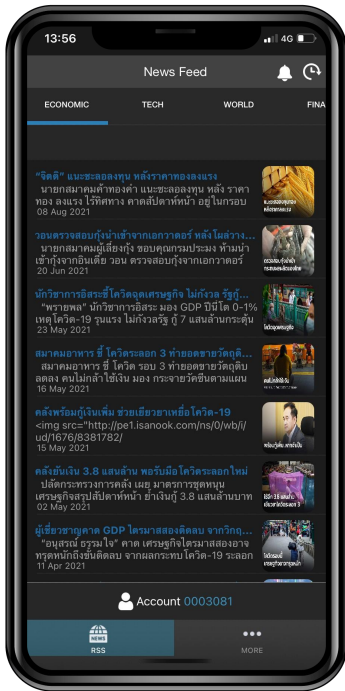 13:56
4G
News Feed
ECONOMIC TECH WORLD FINA
“จิตติ” แนะชะลอลงทุน หลังราคาทองลงแรง
นายกสมาคมค้าทองคำ แนะชะลอลงทุน หลัง ราคา
ทอง ลงแรง ไร้ทิศทาง คาดสัปดาห์หน้า อยู่ในกรอบ
08 Aug 2021
วอนตรวจสอบกุ้งนำเข้าจากเอกวาดอร์ หลังโผล่วาง...
นายกสมาคมผู้เลี้ยงกุ้ง ขอบคุณกรมประมง ห้ามนำ
เข้ากุ้งจากอินเดีย วอน ตรวจสอบกุ้งจากเอกวาดอร์
20 Jun 2021
นักวิชาการอิสระชี้โควิดฉุดเศรษฐกิจ ไม่กังวล รัฐกู้...
“พรายพล” นักวิชาการอิสระ มอง GDP ปีนี้โต 0-1%
เหตุโควิด-19 รุนแรง ไม่กังวลรัฐ กู้ 7 แสนล้านกระตุ้น
23 May 2021
สมาคมอาหาร ชี้ โควิดระลอก 3 ทำยอดขายวัตถุดิ...
สมาคมอาหาร ชี้ โควิด รอบ 3 ทำยอดขายวัตถุดิบ
ลดลง คนไม่กล้าใช้เงิน มอง กระจายวัคซีนตามแผน
16 May 2021
คลังพร้อมกู้เงินเพิ่ม ช่วยเยียวยาเหยื่อโควิด-19
<img src="http://pe1.isanook.com/ns/0/wb/i/
ud/1676/8381782/
15 May 2021
คลังยันเงิน 3.8 แสนล้าน พอรับมือโควิดระลอกใหม่
ปลัดกระทรวงการคลัง เผย มาตรการชุดหนุน
เศรษฐกิจสรุปสัปดาห์หน้า ย้ำเงินกู้ 3.8 แสนล้านบาท
02 May 2021
ผู้เชี่ยวชาญคาด GDP ไตรมาสสองติดลบ จากวิกฤ...
“อนุสรณ์ ธรรมใจ” คาด เศรษฐกิจไตรมาสสองอาจ
ทรุดหนักถึงขั้นติดลบ จากผลกระทบโควิด-19 ระลอก
11 Apr 2021
Account 0003081
NEWS
RSS MORE